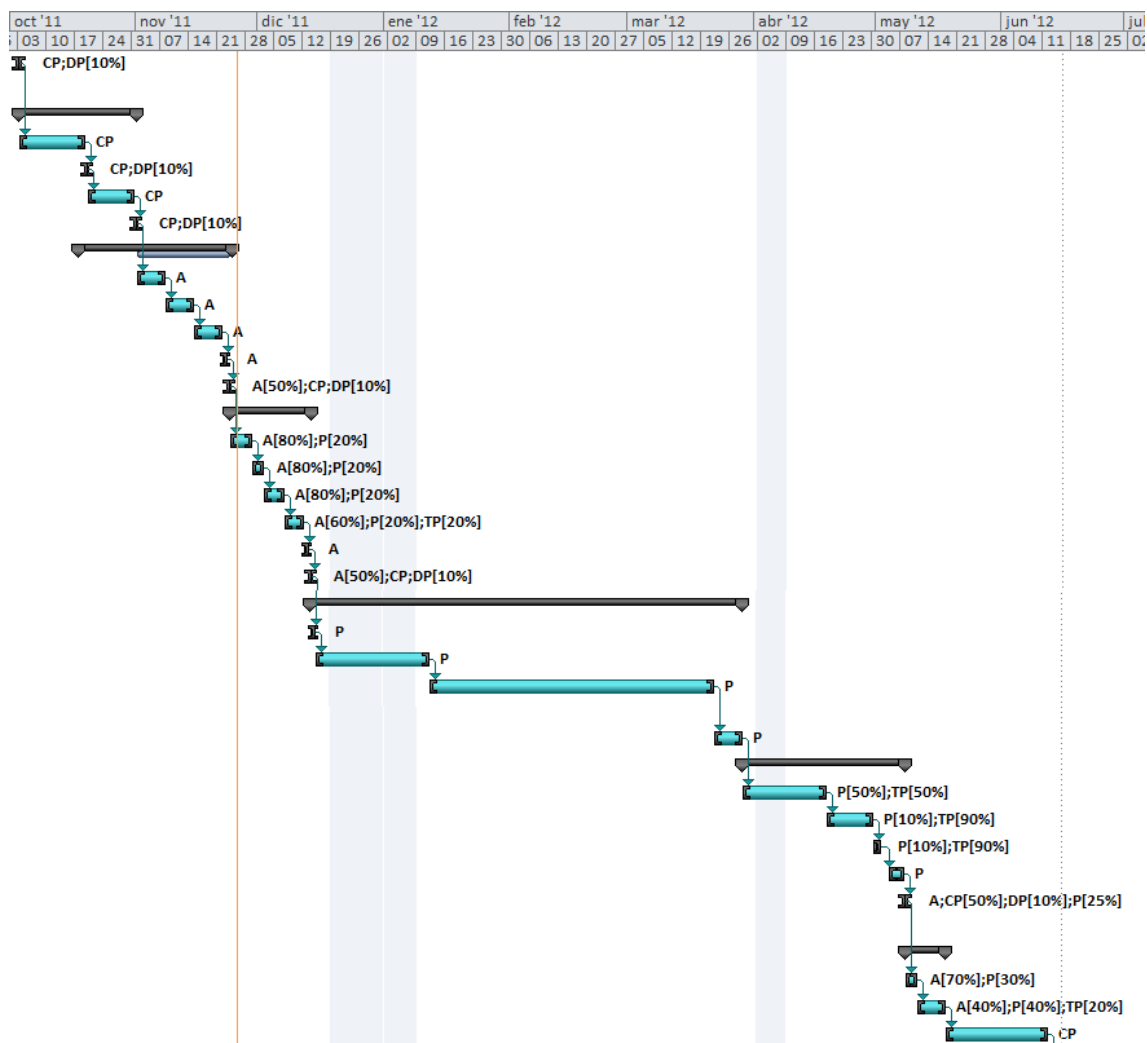 oct '11 nov '11 dic '11 ene '12 feb '12 mar '12 abr '12 may '12 jun '12 jul
03 10 17 24 31 07 14 21 28 05 12 19 26 02 09 16 23 30 06 13 20 27 05 12 19 26 02 09 16 23 30 07 14 21 28 04 11 18 25 02
CP;DP[10%]
CP
CP;DP[10%]
CP
CP;DP[10%]
A
A
A
A
A[50%];CP;DP[10%]
A[80%];P[20%]
A[80%];P[20%]
A[80%];P[20%]
A[60%];P[20%];TP[20%]
A
A[50%];CP;DP[10%]
P
P
P
P
P[50%];TP[50%]
P[10%];TP[90%]
P[10%];TP[90%]
P
A;CP[50%];DP[10%];P[25%]
A[70%];P[30%]
A[40%];P[40%];TP[20%]
CP